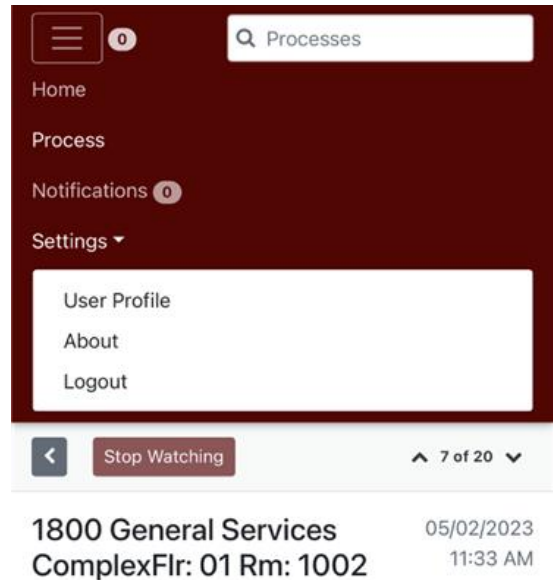 0 Processes
Home
Process
Notifications 0
Settings
User Profile
About
Logout
Stop Watching 7 of 20
1800 General Services 05/02/2023
ComplexFlr: 01 Rm: 1002 11:33 AM